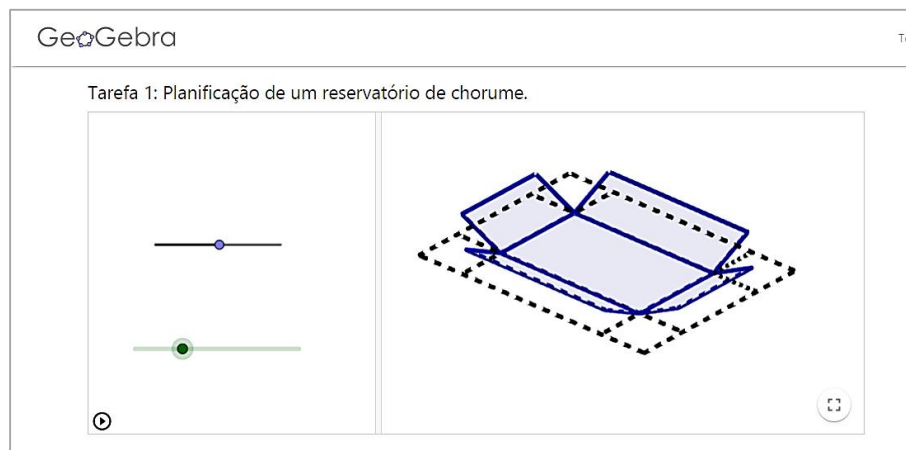 GeoGebra
Tarefa 1: Planificação de um reservatório de chorume.